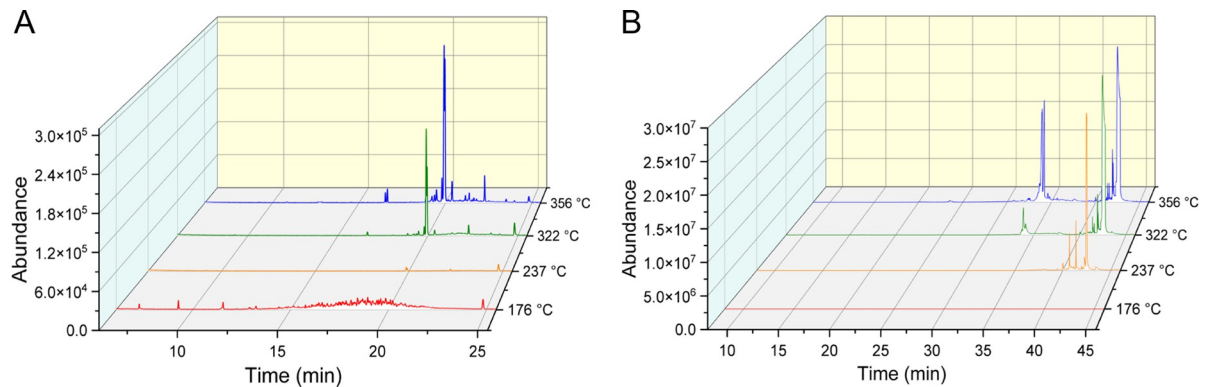 A
3.0×10⁵
2.4×10⁵
1.8×10⁵
1.2×10⁵
6.0×10⁴
0.0
Abundance
10
15
20
25
Time (min)
356 °C
322 °C
237 °C
176 °C
B
3.0×10⁷
2.5×10⁷
2.0×10⁷
1.5×10⁷
1.0×10⁷
5.0×10⁶
0.0
Abundance
10
15
20
25
30
35
40
45
Time (min)
356 °C
322 °C
237 °C
176 °C